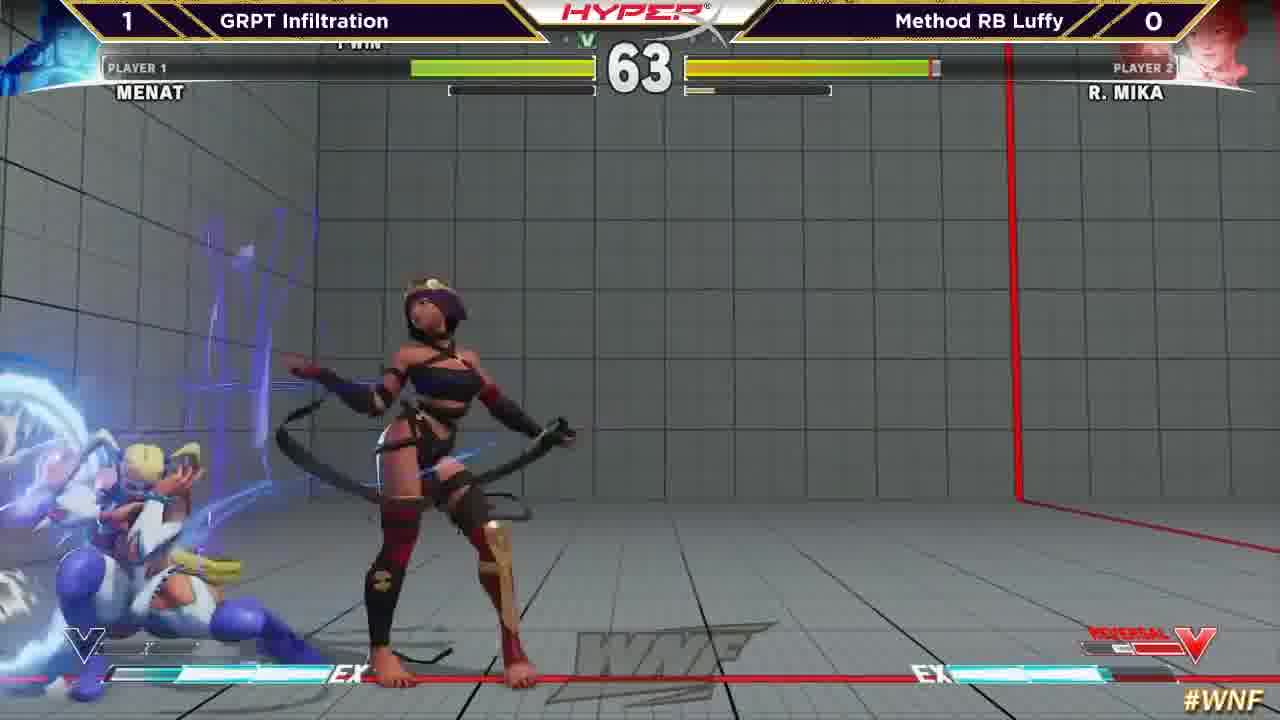 1 GRPT Infiltration
HYPERX®
Method RB Luffy 0
1 WIN
V
PLAYER 1
63
PLAYER 2
MENAT
R. MIKA
WNF
REVERSAL
V
V
EX
EX
#WNF